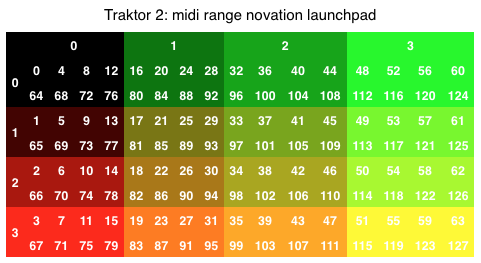 Traktor 2: midi range novation launchpad
0 1 2 3
0 4 8 12 16 20 24 28 32 36 40 44 48 52 56 60
0
64 68 72 76 80 84 88 92 96 100 104 108 112 116 120 124
1 5 9 13 17 21 25 29 33 37 41 45 49 53 57 61
1
65 69 73 77 81 85 89 93 97 101 105 109 113 117 121 125
2 6 10 14 18 22 26 30 34 38 42 46 50 54 58 62
2
66 70 74 78 82 86 90 94 98 102 106 110 114 118 122 126
3 7 11 15 19 23 27 31 35 39 43 47 51 55 59 63
3
67 71 75 79 83 87 91 95 99 103 107 111 115 119 123 127